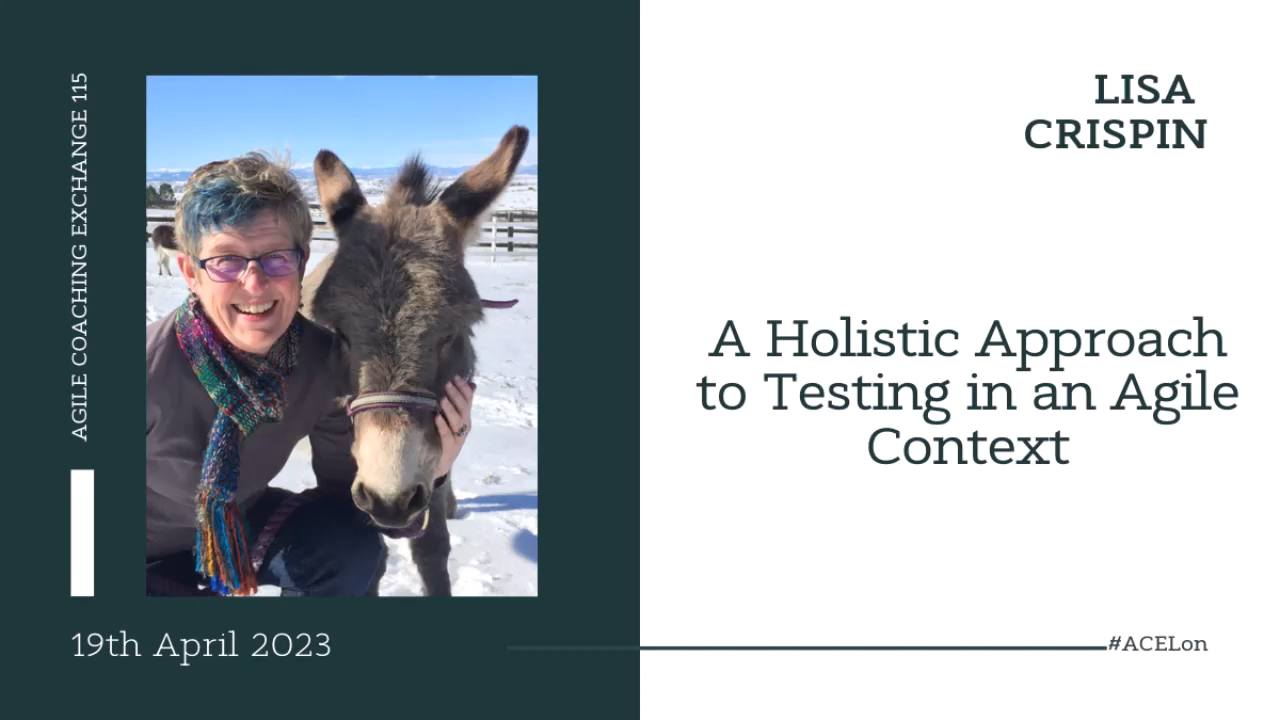 AGILE COACHING EXCHANGE 115
19th April 2023
LISA
CRISPIN
A Holistic Approach
to Testing in an Agile
Context
#ACELon